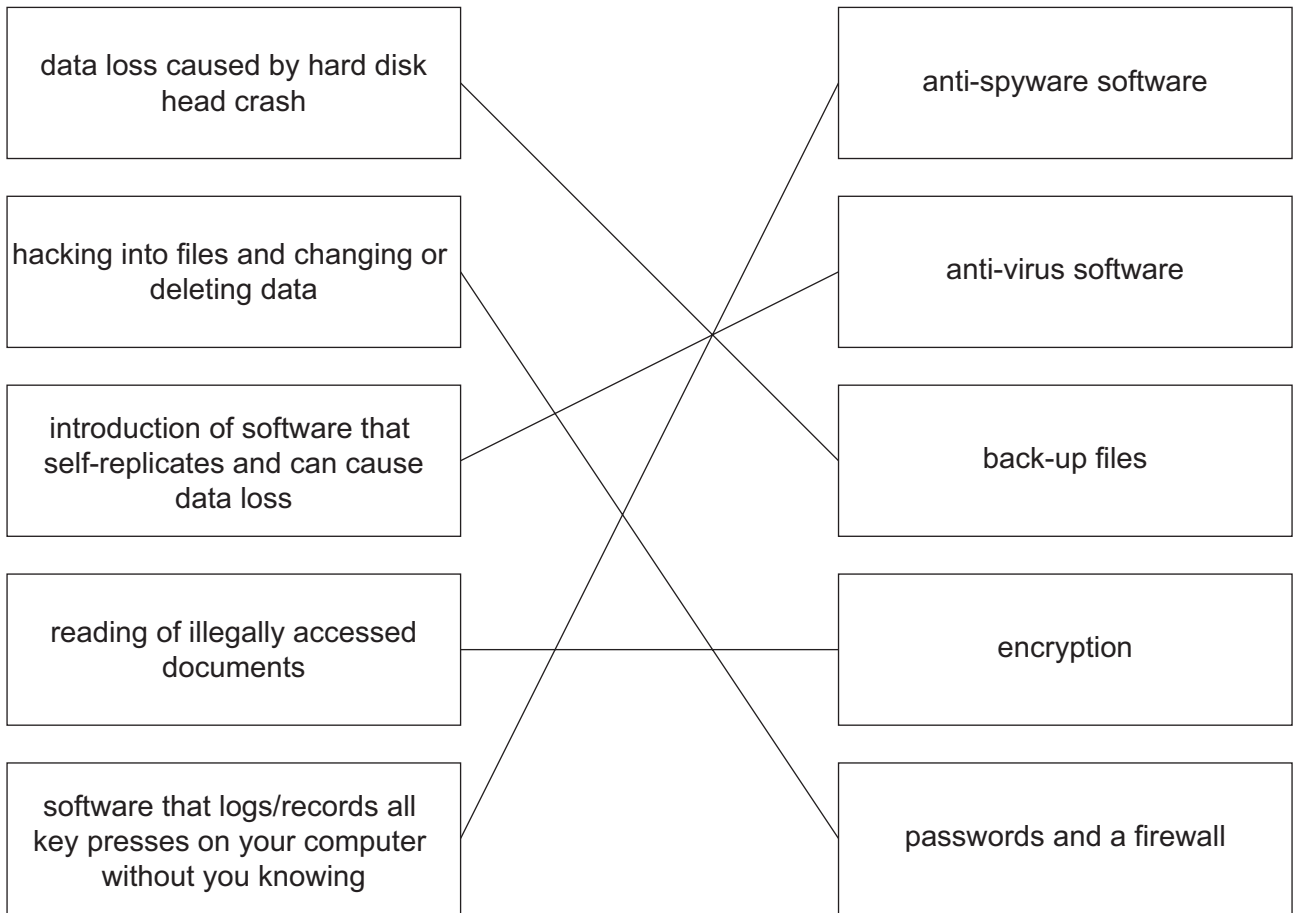 data loss caused by hard disk
head crash
anti-spyware software
hacking into files and changing or
deleting data
anti-virus software
introduction of software that
self-replicates and can cause
data loss
back-up files
reading of illegally accessed
documents
encryption
software that logs/records all
key presses on your computer
without you knowing
passwords and a firewall